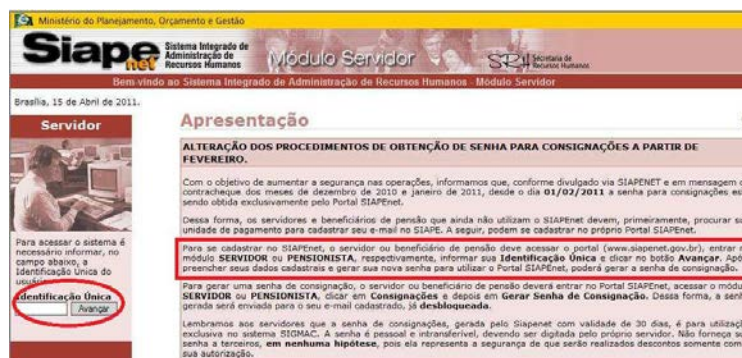 Ministério do Planejamento, Orçamento e Gestão
Siape
net
Sistema Integrado de
Administração de
Recursos Humanos
Módulo Servidor
SRH
Secretaria de
Recursos Humanos
Bem-vindo ao Sistema Integrado de Administração de Recursos Humanos - Módulo Servidor
Brasília, 15 de Abril de 2011.
Servidor
Para acessar o sistema é
necessário informar, no
campo abaixo, a
Identificação Única do
usuário
Identificação Única
Avançar
Apresentação
ALTERAÇÃO DOS PROCEDIMENTOS DE OBTENÇÃO DE SENHA PARA CONSIGNAÇÕES A PARTIR DE
FEVEREIRO.
Com o objetivo de aumentar a segurança nas operações, informamos que, conforme divulgado via SIAPENET e em mensagem
contracheque dos meses de dezembro de 2010 e janeiro de 2011, desde o dia 01/02/2011 a senha para consignações
sendo obtida exclusivamente pelo Portal SIAPEnet.
Dessa forma, os servidores e beneficiários de pensão que ainda não utilizam o SIAPEnet devem, primeiramente, procurar
unidade de pagamento para cadastrar seu e-mail no SIAPE. A seguir, podem se cadastrar no próprio Portal SIAPEnet.
Para se cadastrar no SIAPEnet, o servidor ou beneficiário de pensão deve acessar o portal (www.siapenet.gov.br), entrar
módulo SERVIDOR ou PENSIONISTA, respectivamente, informar sua Identificação Única e clicar no botão Avançar.
preencher seus dados cadastrais e gerar sua nova senha para utilizar o Portal SIAPEnet, poderá gerar a senha de consignação.
Para gerar uma senha de consignação, o servidor ou beneficiário de pensão deverá entrar no Portal SIAPEnet, acessar o
SERVIDOR ou PENSIONISTA, clicar em Consignações e depois em Gerar Senha de Consignação. Dessa forma, a
gerada será enviada para o seu e-mail cadastrado, já desbloqueada.
Lembramos aos servidores que a senha de consignações, gerada pelo Siapenet com validade de 30 dias, é para
exclusiva no sistema SIGMAC. A senha é pessoal e intransferível, devendo ser digitada pelo próprio servidor. Não forneça
senha a terceiros, em nenhuma hipótese, pois ela representa a segurança de que serão realizados descontos somente com
sua autorização.